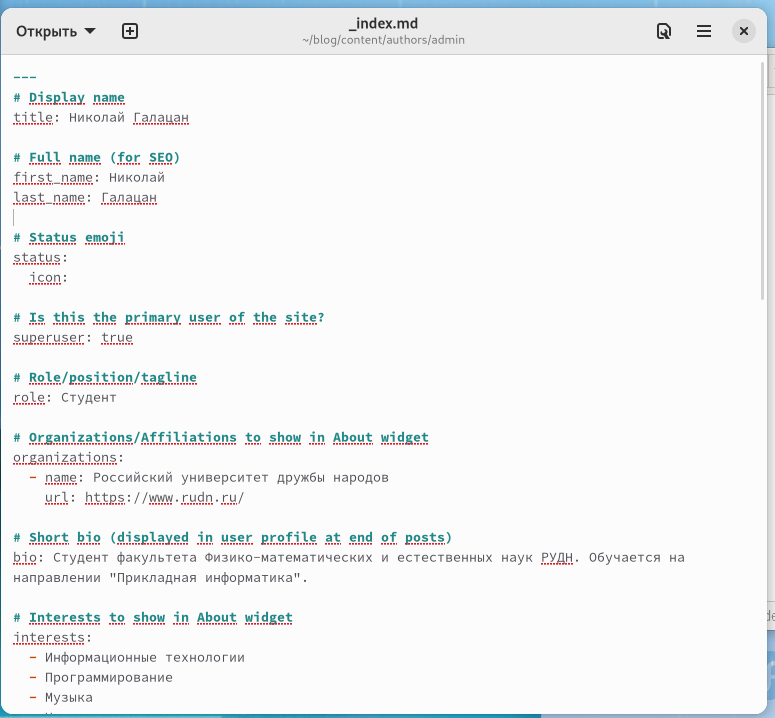 Открыть
_index.md
~/blog/content/authors/admin
---
# Display name
title: Николай Галацан
# Full name (for SEO)
first_name: Николай
last_name: Галацан
# Status emoji
status:
  icon:
# Is this the primary user of the site?
superuser: true
# Role/position/tagline
role: Студент
# Organizations/Affiliations to show in About widget
organizations:
  - name: Российский университет дружбы народов
    url: https://www.rudn.ru/
# Short bio (displayed in user profile at end of posts)
bio: Студент факультета Физико-математических и естественных наук РУДН. Обучается на
направлении "Прикладная информатика".
# Interests to show in About widget
interests:
  - Информационные технологии
  - Программирование
  - Музыка